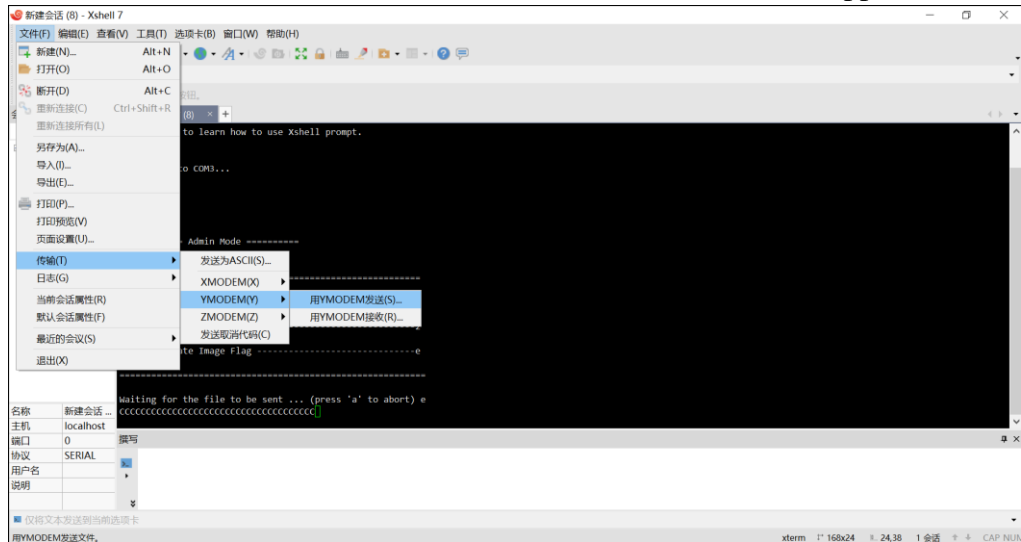 新建会话 (8) - Xshell 7
文件(F) 编辑(E) 查看(V) 工具(T) 选项卡(B) 窗口(W) 帮助(H)
新建(N)... Alt+N
打开(O) Alt+O
断开(D) Alt+C
重新连接(C) Ctrl+Shift+R
重新连接所有(L)
另存为(A)...
导入(I)...
导出(E)...
打印(P)...
打印预览(V)
页面设置(U)...
传输(T)
日志(G)
当前会话属性(R)
默认会话属性(F)
最近的会议(S)
退出(X)
发送为ASCII(S)...
XMODEM(X)
YMODEM(Y)
ZMODEM(Z)
发送取消代码(C)
用YMODEM发送(S)...
用YMODEM接收(R)...
(8) × +
to learn how to use Xshell prompt.
to COM3...
Admin Mode ==========
te Image Flag ------------------------------e
Waiting for the file to be sent ... (press 'a' to abort) e
CCCCCCCCCCCCCCCCCCCCCCCCCCCCCCCCCCCCC
名称 新建会话 ...
主机 localhost
端口 0
协议 SERIAL
用户名
说明
撰写
仅将文本发送到当前选项卡
用YMODEM发送文件。 xterm 168x24 24,38 1 会话 CAP NUM